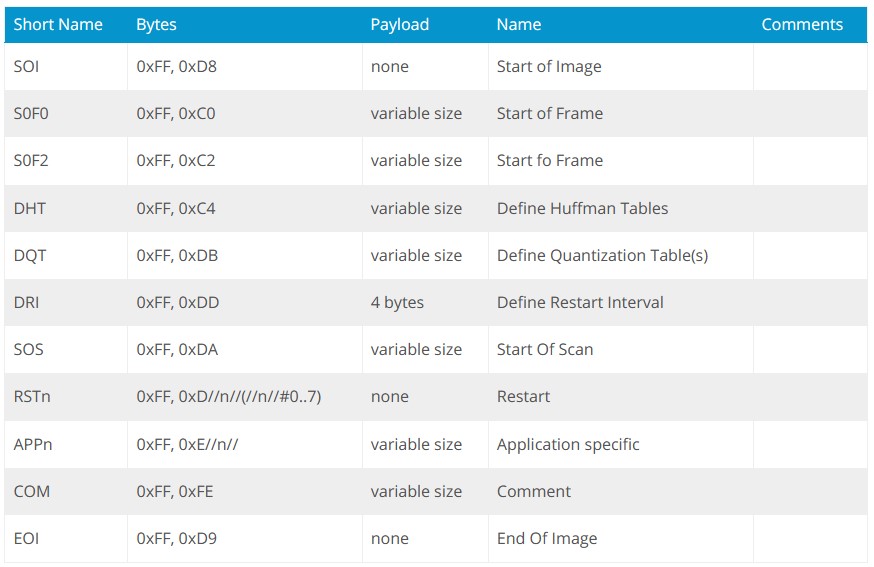 Short Name Bytes Payload Name Comments
SOI 0xFF, 0xD8 none Start of Image
S0F0 0xFF, 0xC0 variable size Start of Frame
S0F2 0xFF, 0xC2 variable size Start fo Frame
DHT 0xFF, 0xC4 variable size Define Huffman Tables
DQT 0xFF, 0xDB variable size Define Quantization Table(s)
DRI 0xFF, 0xDD 4 bytes Define Restart Interval
SOS 0xFF, 0xDA variable size Start Of Scan
RSTn 0xFF, 0xD//n//(//n//#0..7) none Restart
APPn 0xFF, 0xE//n// variable size Application specific
COM 0xFF, 0xFE variable size Comment
EOI 0xFF, 0xD9 none End Of Image